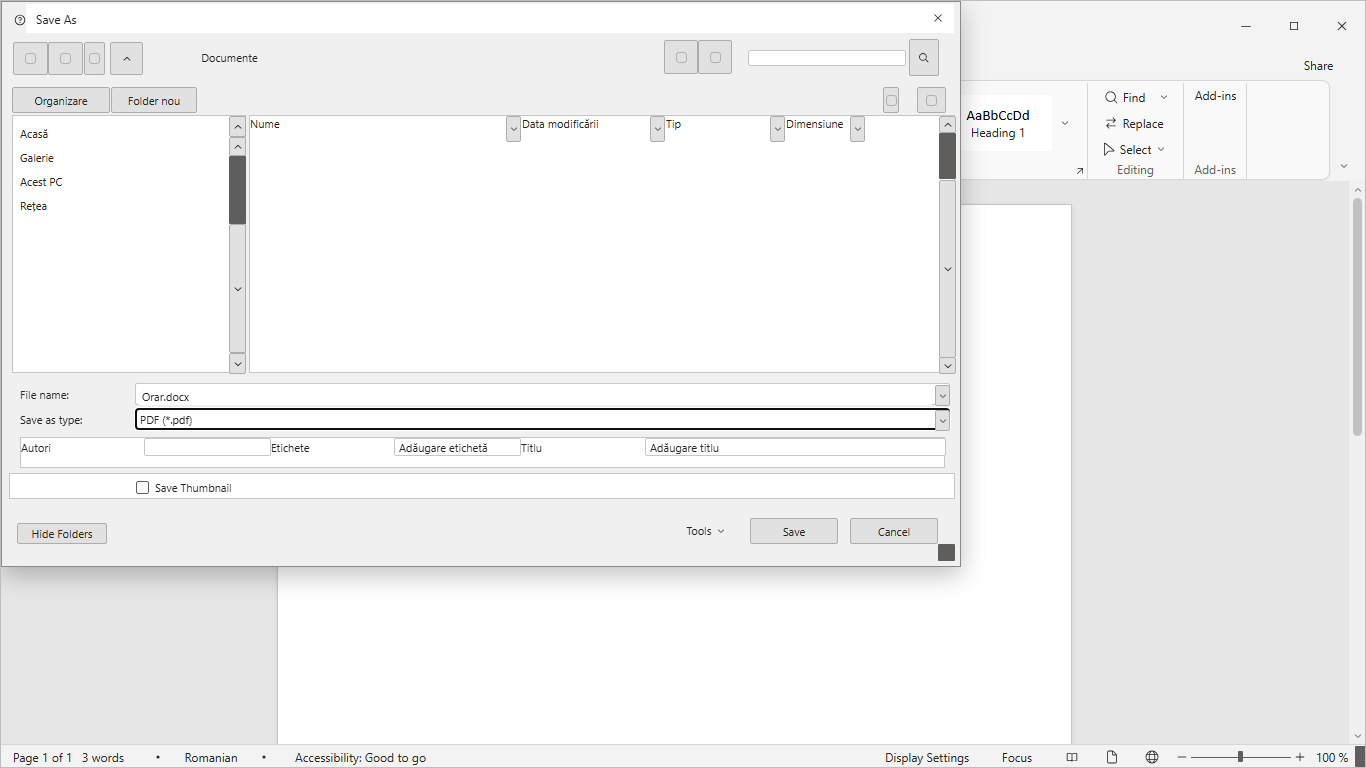 Save As
Documente
Share
Organizare
Folder nou
AaBbCcDd
Heading 1
Find
Replace
Select
Editing
Add-ins
Add-ins
Acasă
Galerie
Acest PC
Rețea
Nume
Data modificării
Tip
Dimensiune
File name:
Orar.docx
Save as type:
PDF (*.pdf)
Autori
Etichete
Adăugare etichetă
Titlu
Adăugare titlu
Save Thumbnail
Hide Folders
Tools
Save
Cancel
Page 1 of 1
3 words
Romanian
Accessibility: Good to go
Display Settings
Focus
100 %